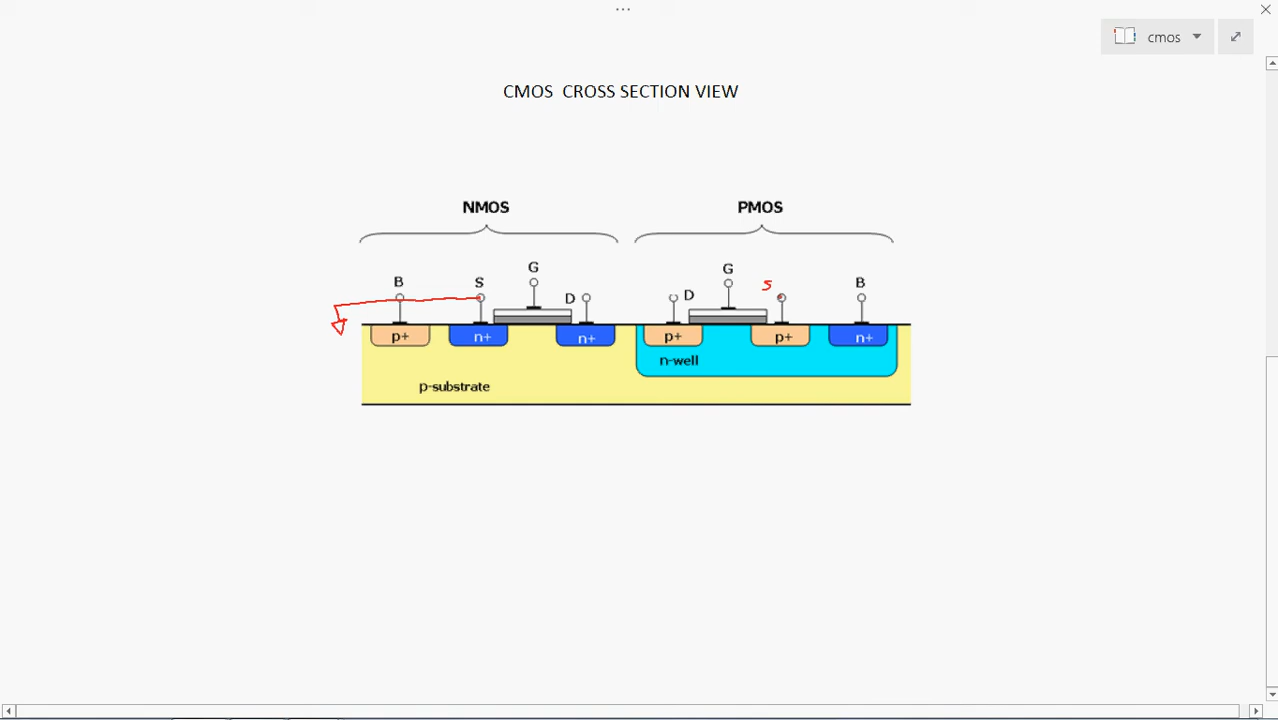 cmos
CMOS CROSS SECTION VIEW
NMOS PMOS
B S G D D G s B
p+ n+ n+ p+ p+ n+
n-well
p-substrate